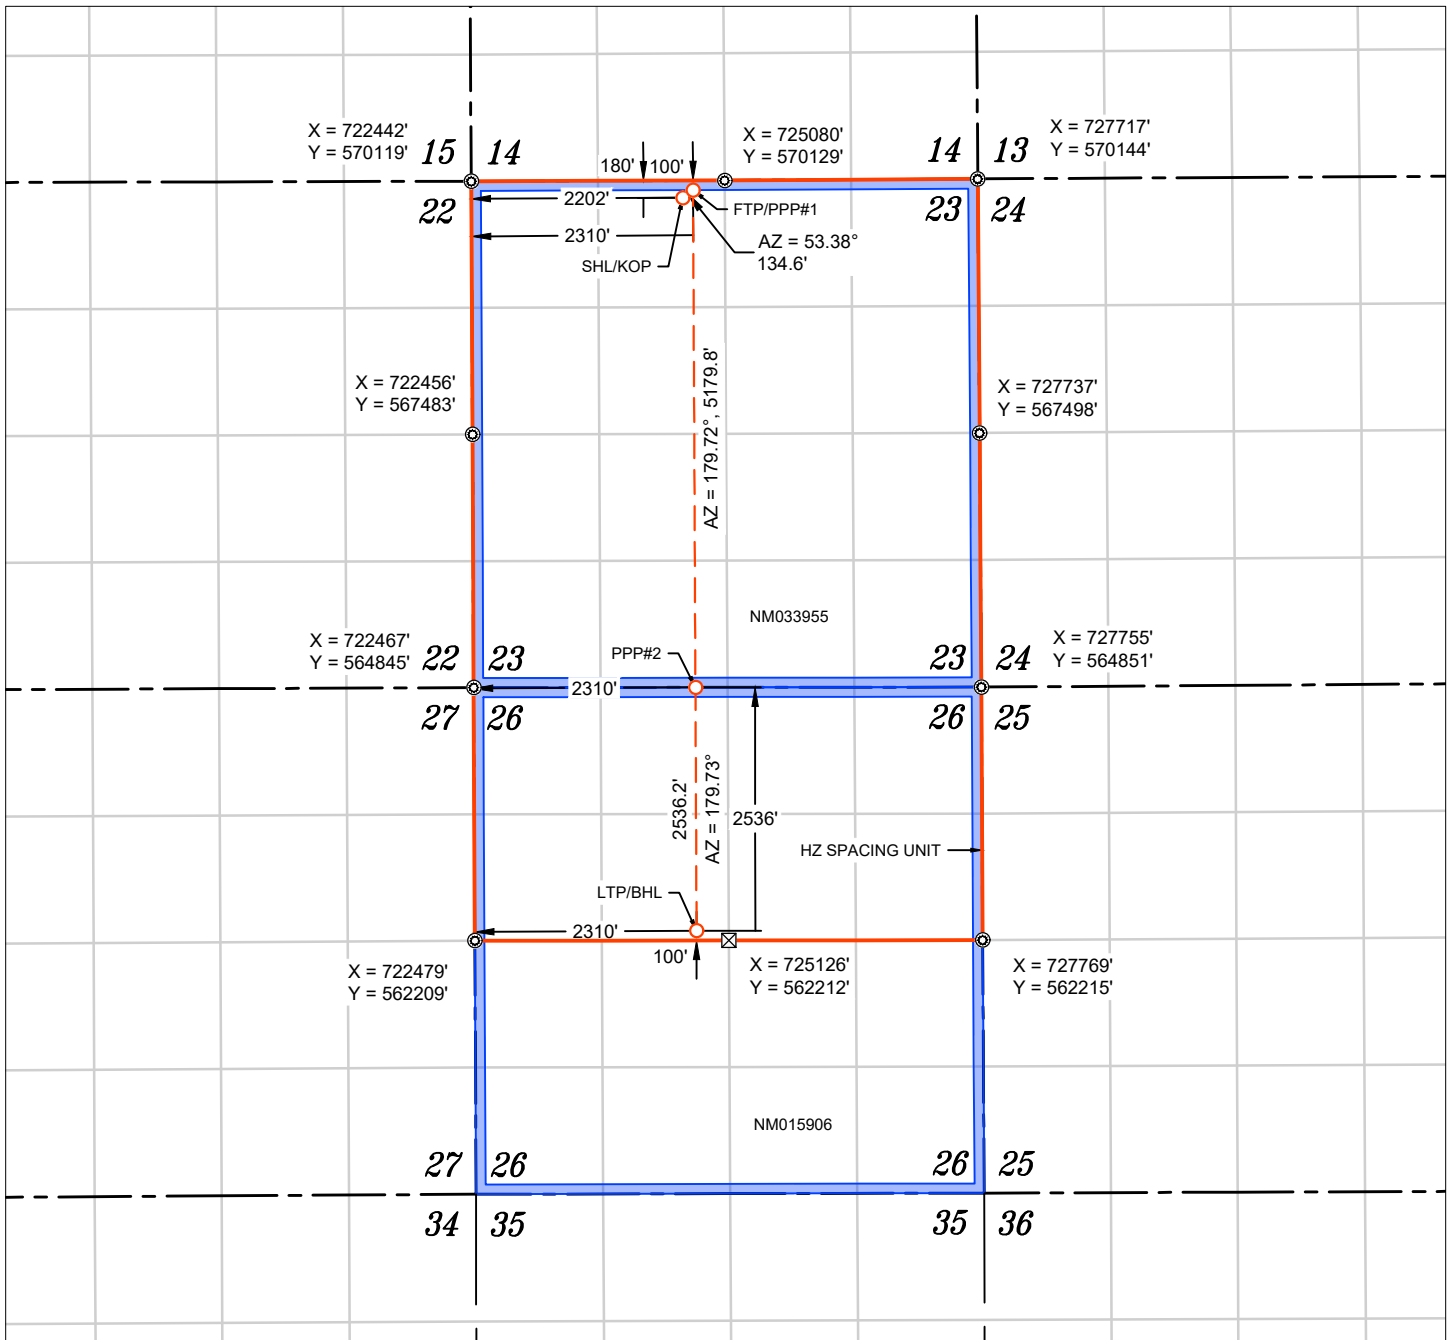 X = 722442'
Y = 570119'
15 14
180' 100'
X = 725080'
Y = 570129'
14 13
X = 727717'
Y = 570144'
22
2202'
FTP/PPP#1
23 24
2310'
AZ = 53.38°
134.6'
SHL/KOP
AZ = 179.72°, 5179.8'
X = 722456'
Y = 567483'
X = 727737'
Y = 567498'
NM033955
X = 722467'
Y = 564845'
22 23
PPP#2
23 24
X = 727755'
Y = 564851'
2310'
27 26
26 25
2536.2'
AZ = 179.73°
2536'
HZ SPACING UNIT
LTP/BHL
2310'
100'
X = 722479'
Y = 562209'
X = 725126'
Y = 562212'
X = 727769'
Y = 562215'
NM015906
27 26
26 25
34 35
35 36